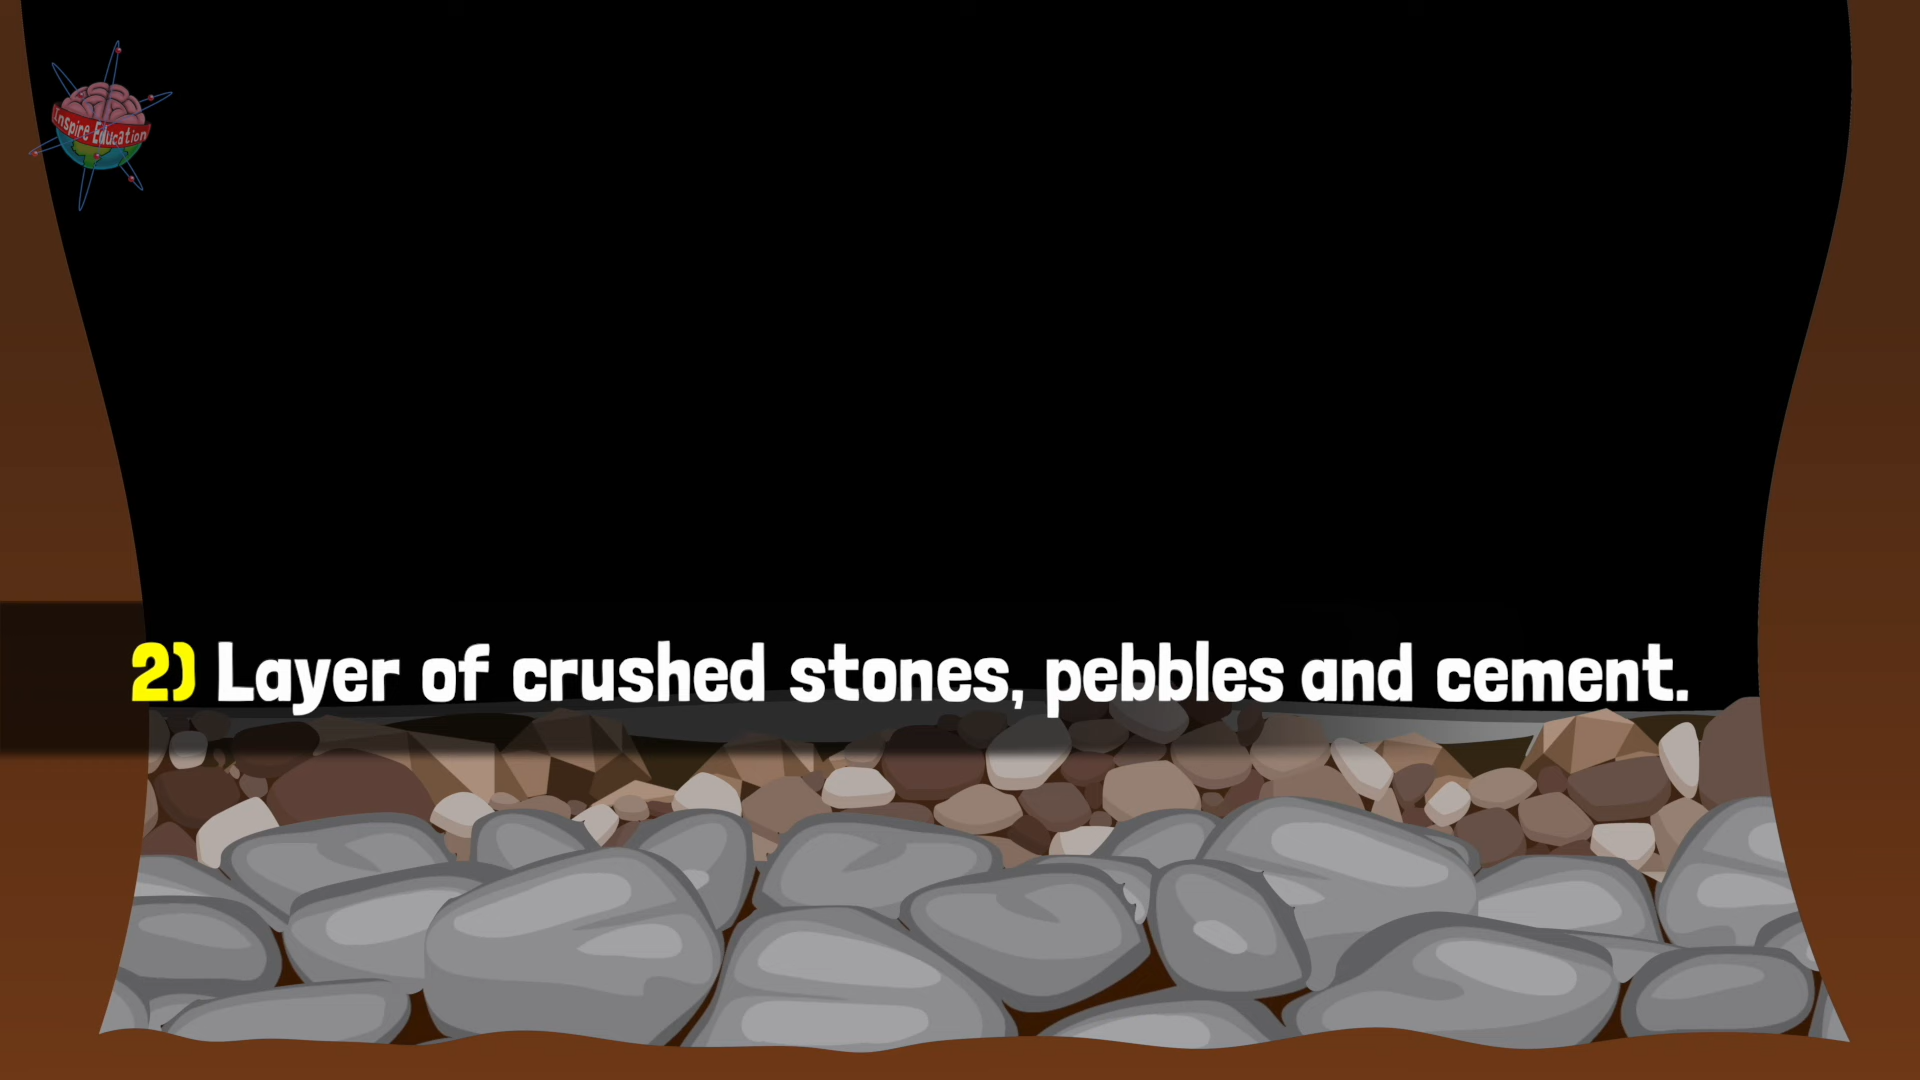 Inspire Education
2) Layer of crushed stones, pebbles and cement.